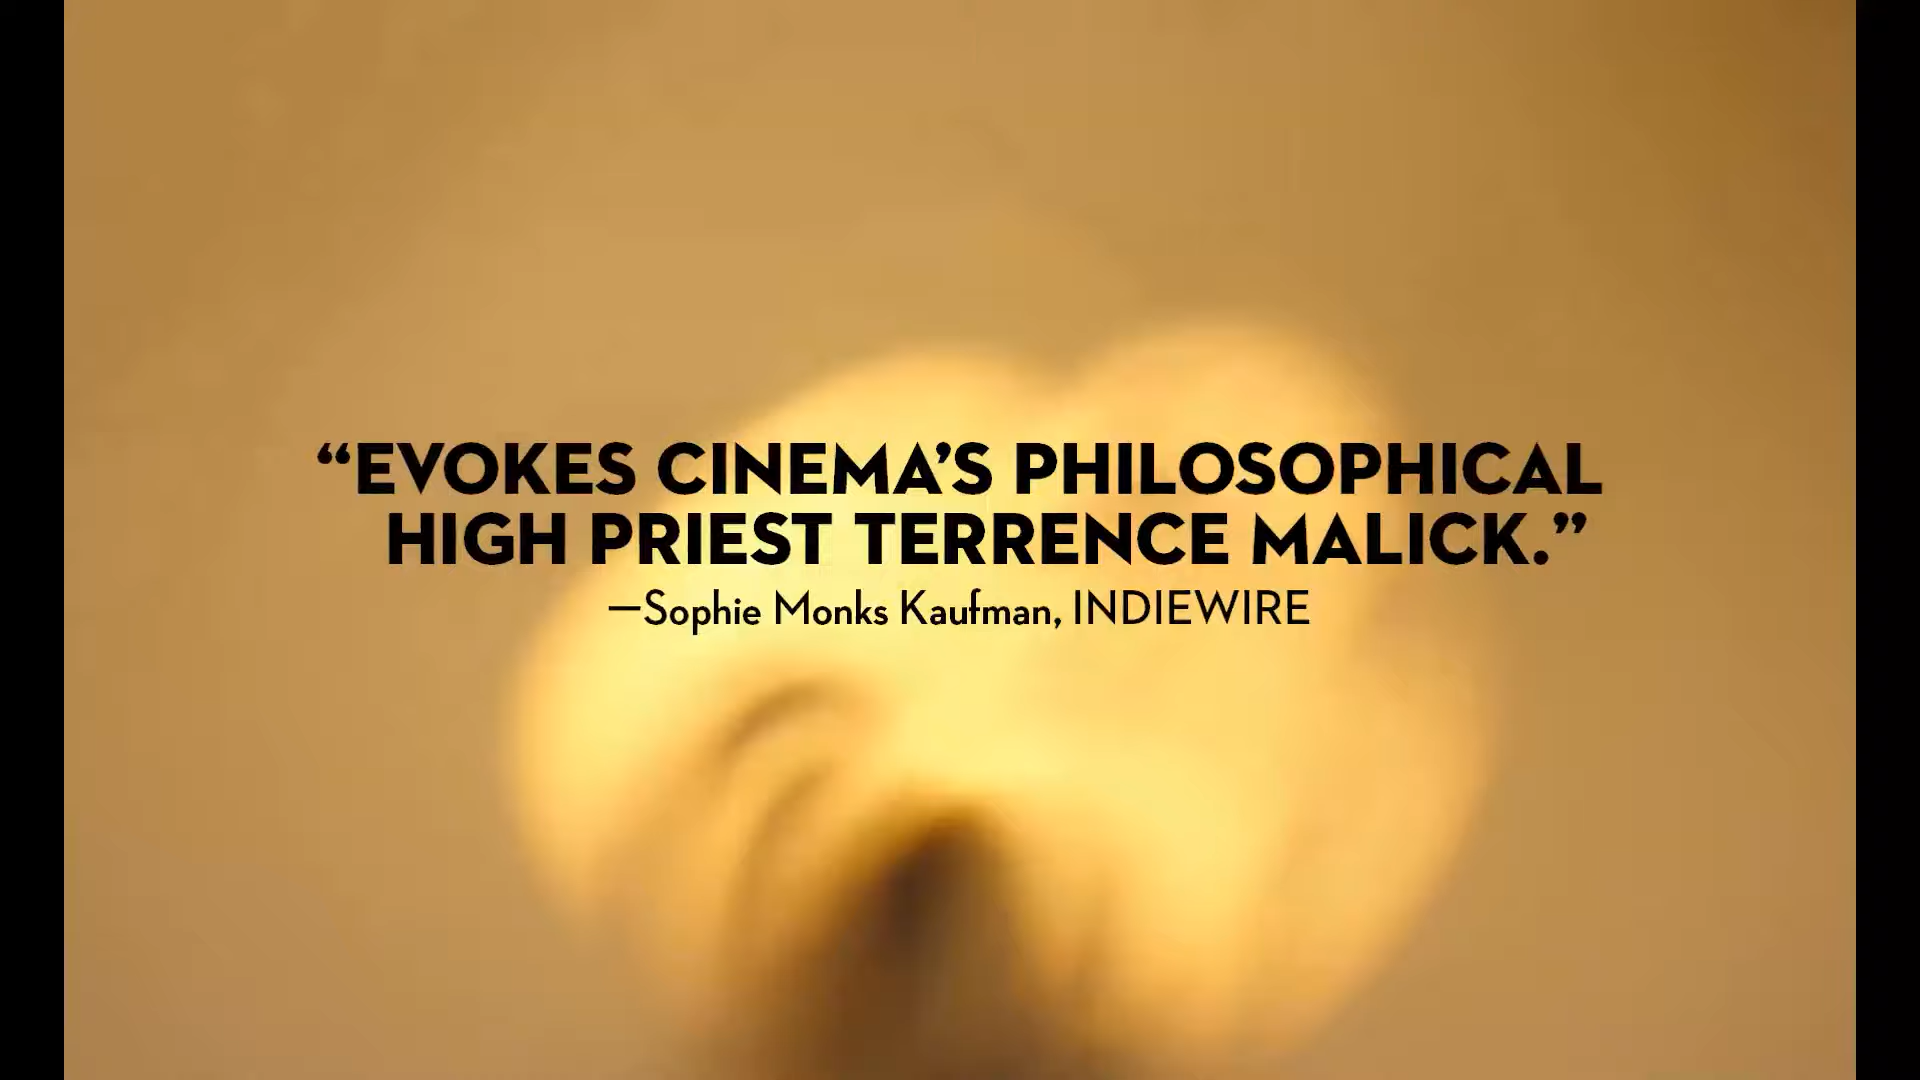 “EVOKES CINEMA’S PHILOSOPHICAL
HIGH PRIEST TERRENCE MALICK.”
—Sophie Monks Kaufman, INDIEWIRE